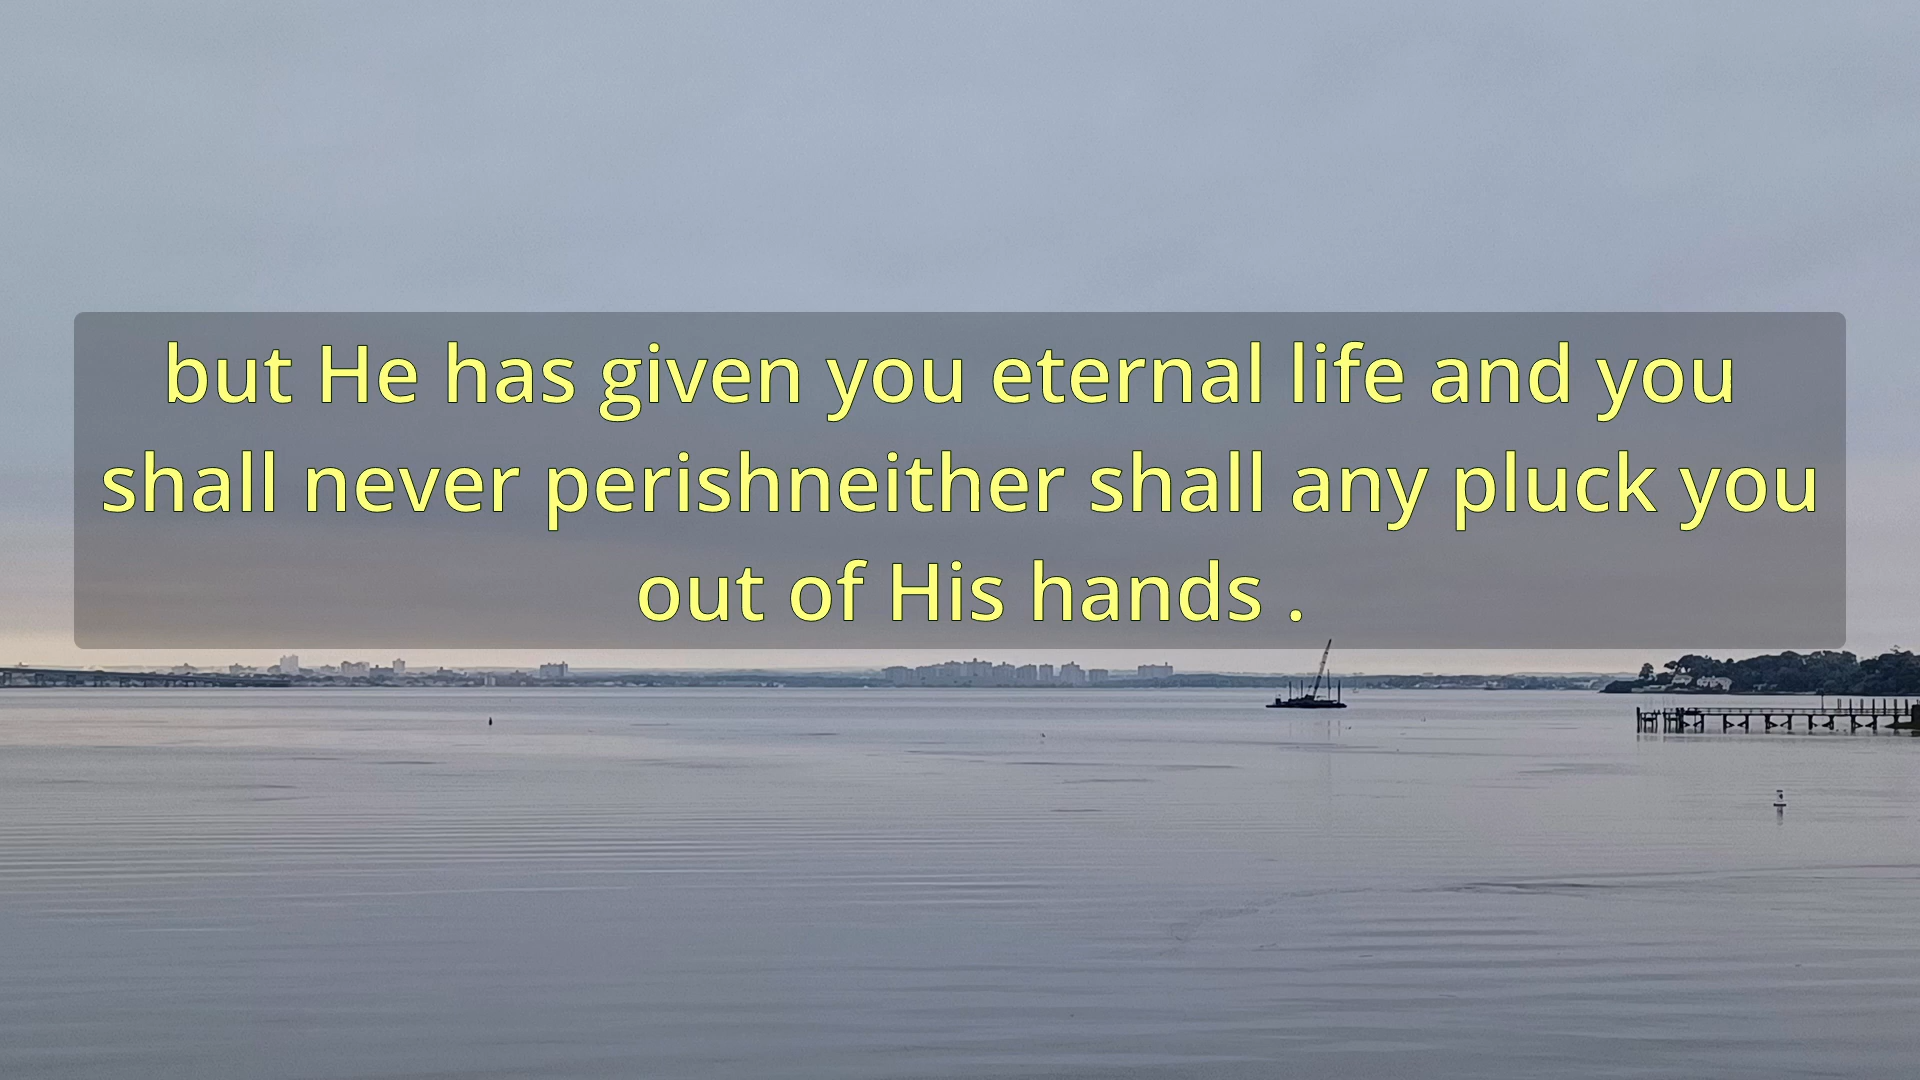 but He has given you eternal life and you
shall never perishneither shall any pluck you
out of His hands .